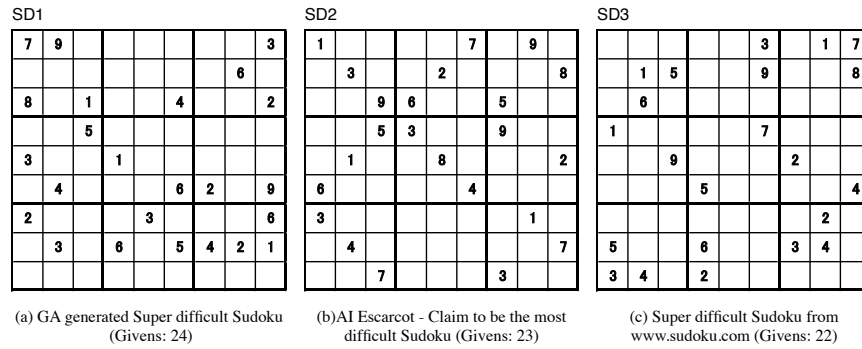 SD1
7 9 3
6
8 1 4 2
5
3 1
4 6 2 9
2 3 6
3 6 5 4 2 1
(a) GA generated Super difficult Sudoku
(Givens: 24)
SD2
1 7 9
3 2 8
9 6 5
5 3 9
1 8 2
6 4
3 1
4 7
7 3
(b)AI Escarcot - Claim to be the most
difficult Sudoku (Givens: 23)
SD3
3 1 7
1 5 9 8
6
1 7
9 2
5 4
2
5 6 3 4
3 4 2
(c) Super difficult Sudoku from
www.sudoku.com (Givens: 22)